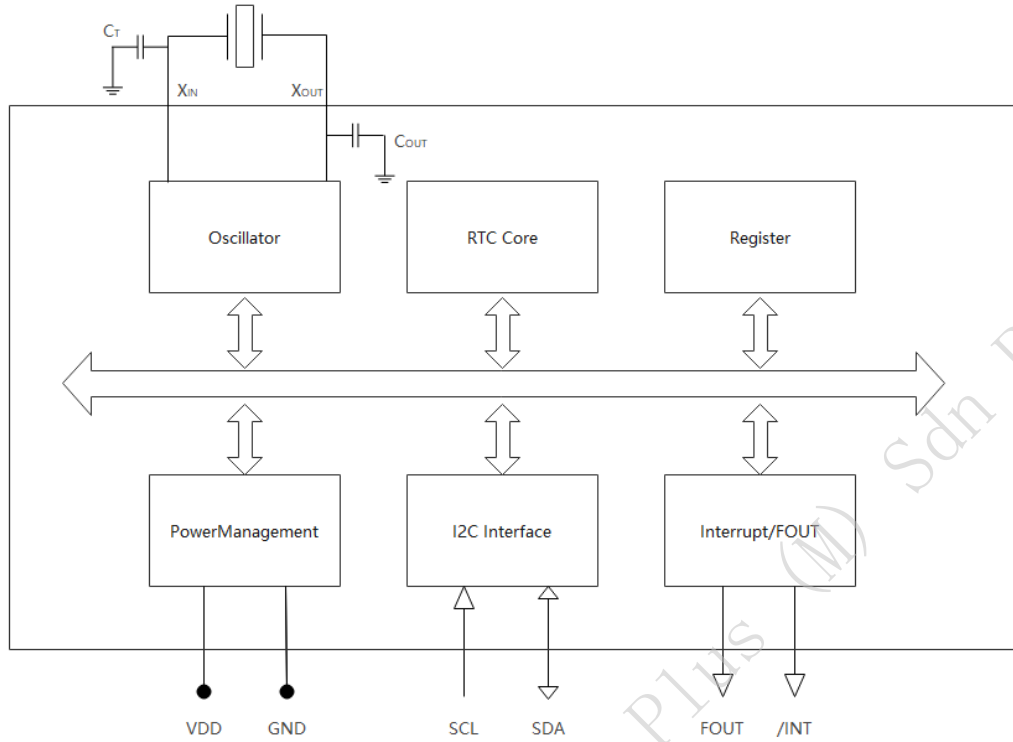 CT
XIN XOUT
COUT
Oscillator RTC Core Register
PowerManagement I2C Interface Interrupt/FOUT
VDD GND SCL SDA FOUT /INT
Plus (M) Sdn